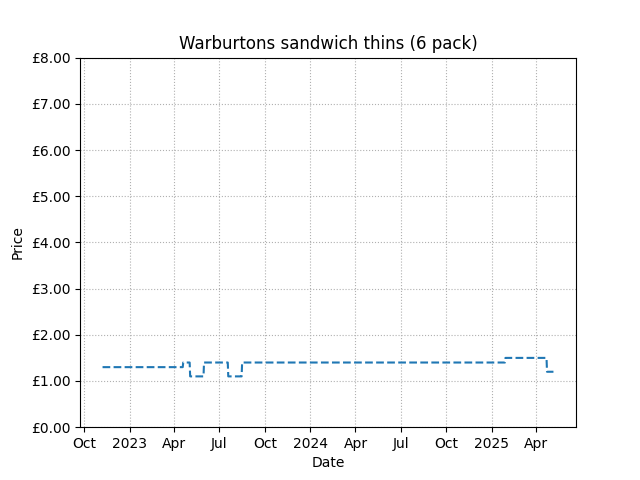 Warburtons sandwich thins (6 pack)
£8.00
£7.00
£6.00
£5.00
£4.00
£3.00
£2.00
£1.00
£0.00
Price
Oct 2023 Apr Jul Oct 2024 Apr Jul Oct 2025 Apr
Date